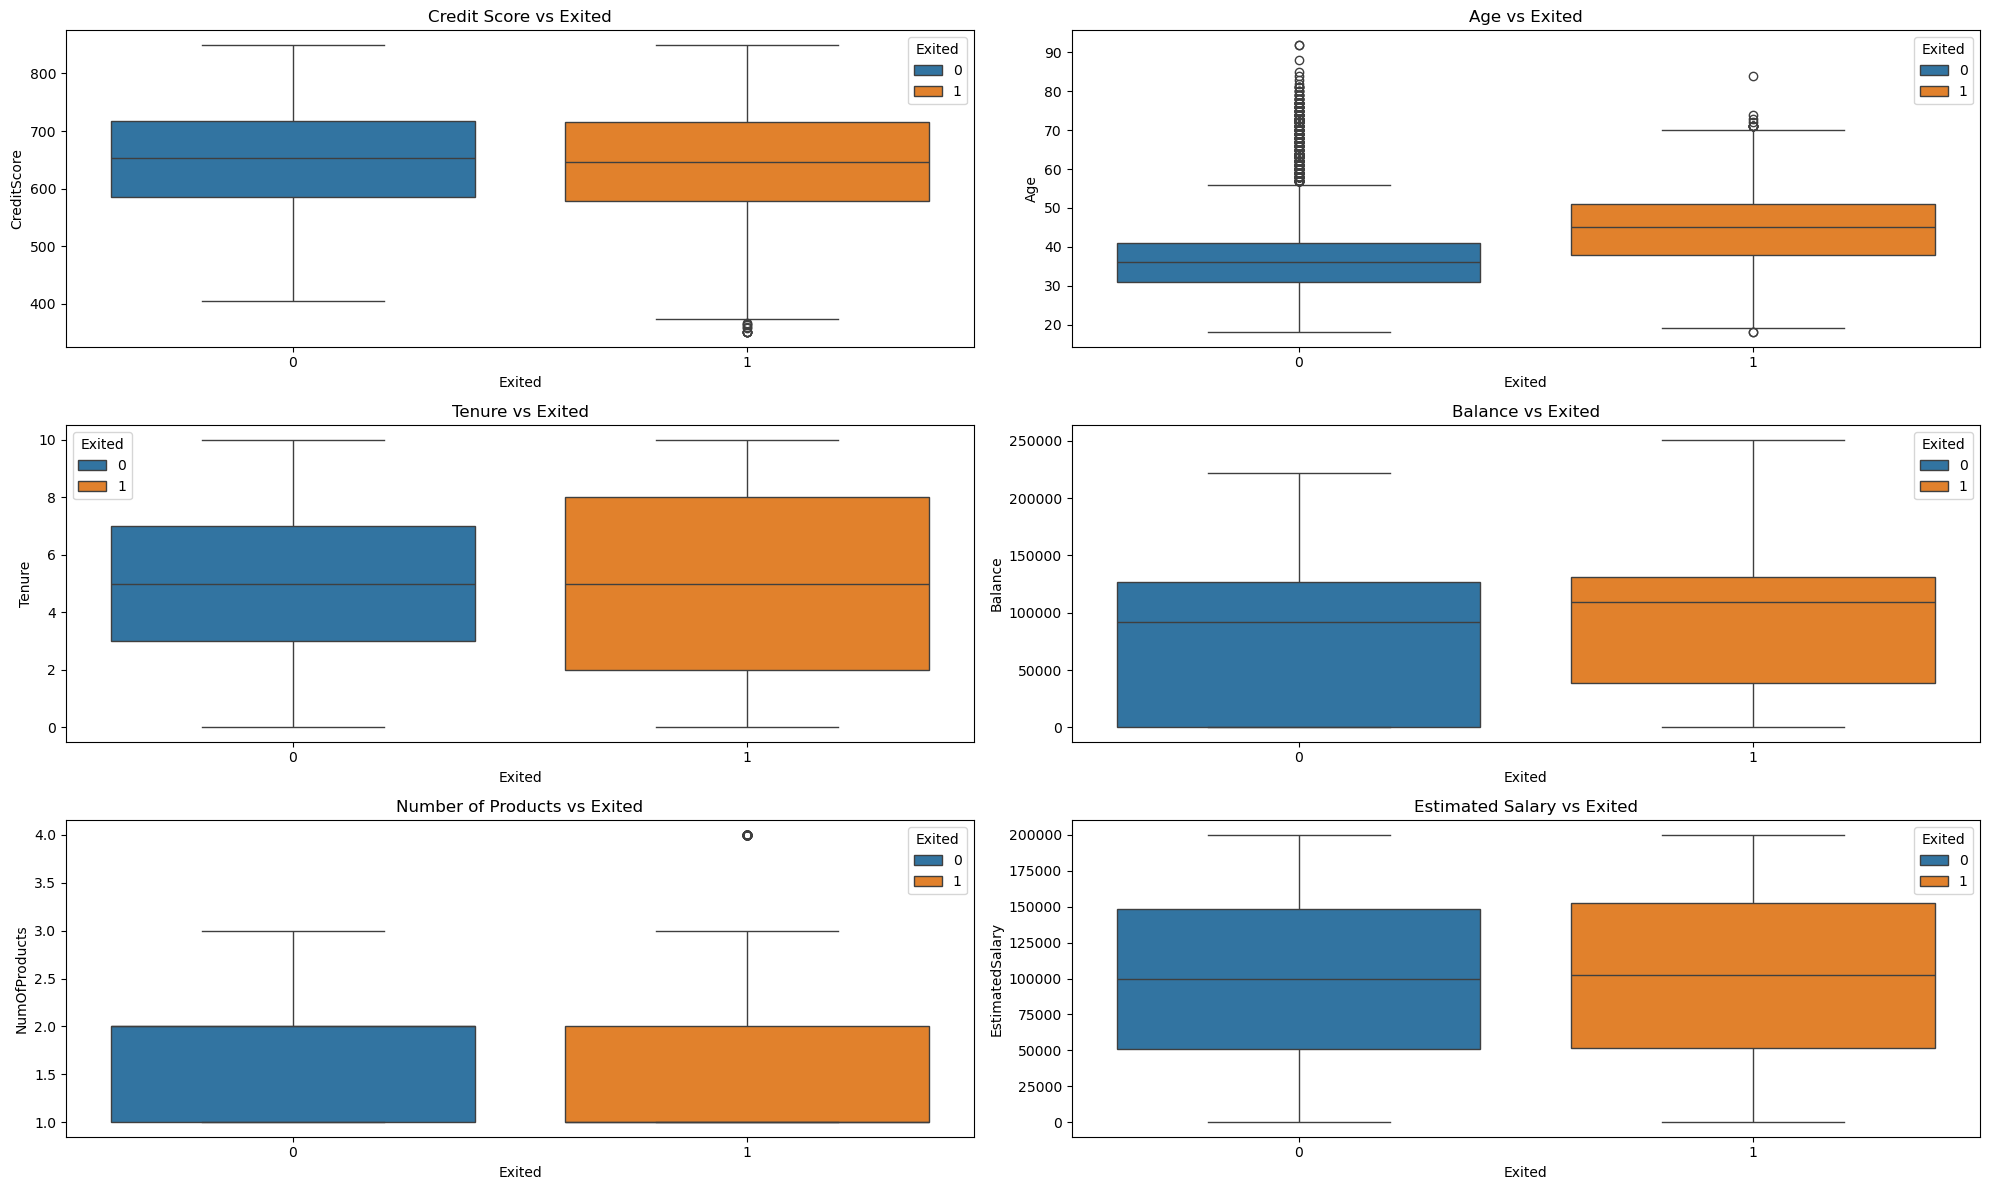 Credit Score vs Exited
CreditScore
800
700
600
500
400
Exited
0
1
0 1
Exited
Age vs Exited
Age
90
80
70
60
50
40
30
20
Exited
0
1
0 1
Exited
Tenure vs Exited
Tenure
10
8
6
4
2
0
Exited
0
1
0 1
Exited
Balance vs Exited
Balance
250000
200000
150000
100000
50000
0
Exited
0
1
0 1
Exited
Number of Products vs Exited
NumOfProducts
4.0
3.5
3.0
2.5
2.0
1.5
1.0
Exited
0
1
0 1
Exited
Estimated Salary vs Exited
EstimatedSalary
200000
175000
150000
125000
100000
75000
50000
25000
0
Exited
0
1
0 1
Exited